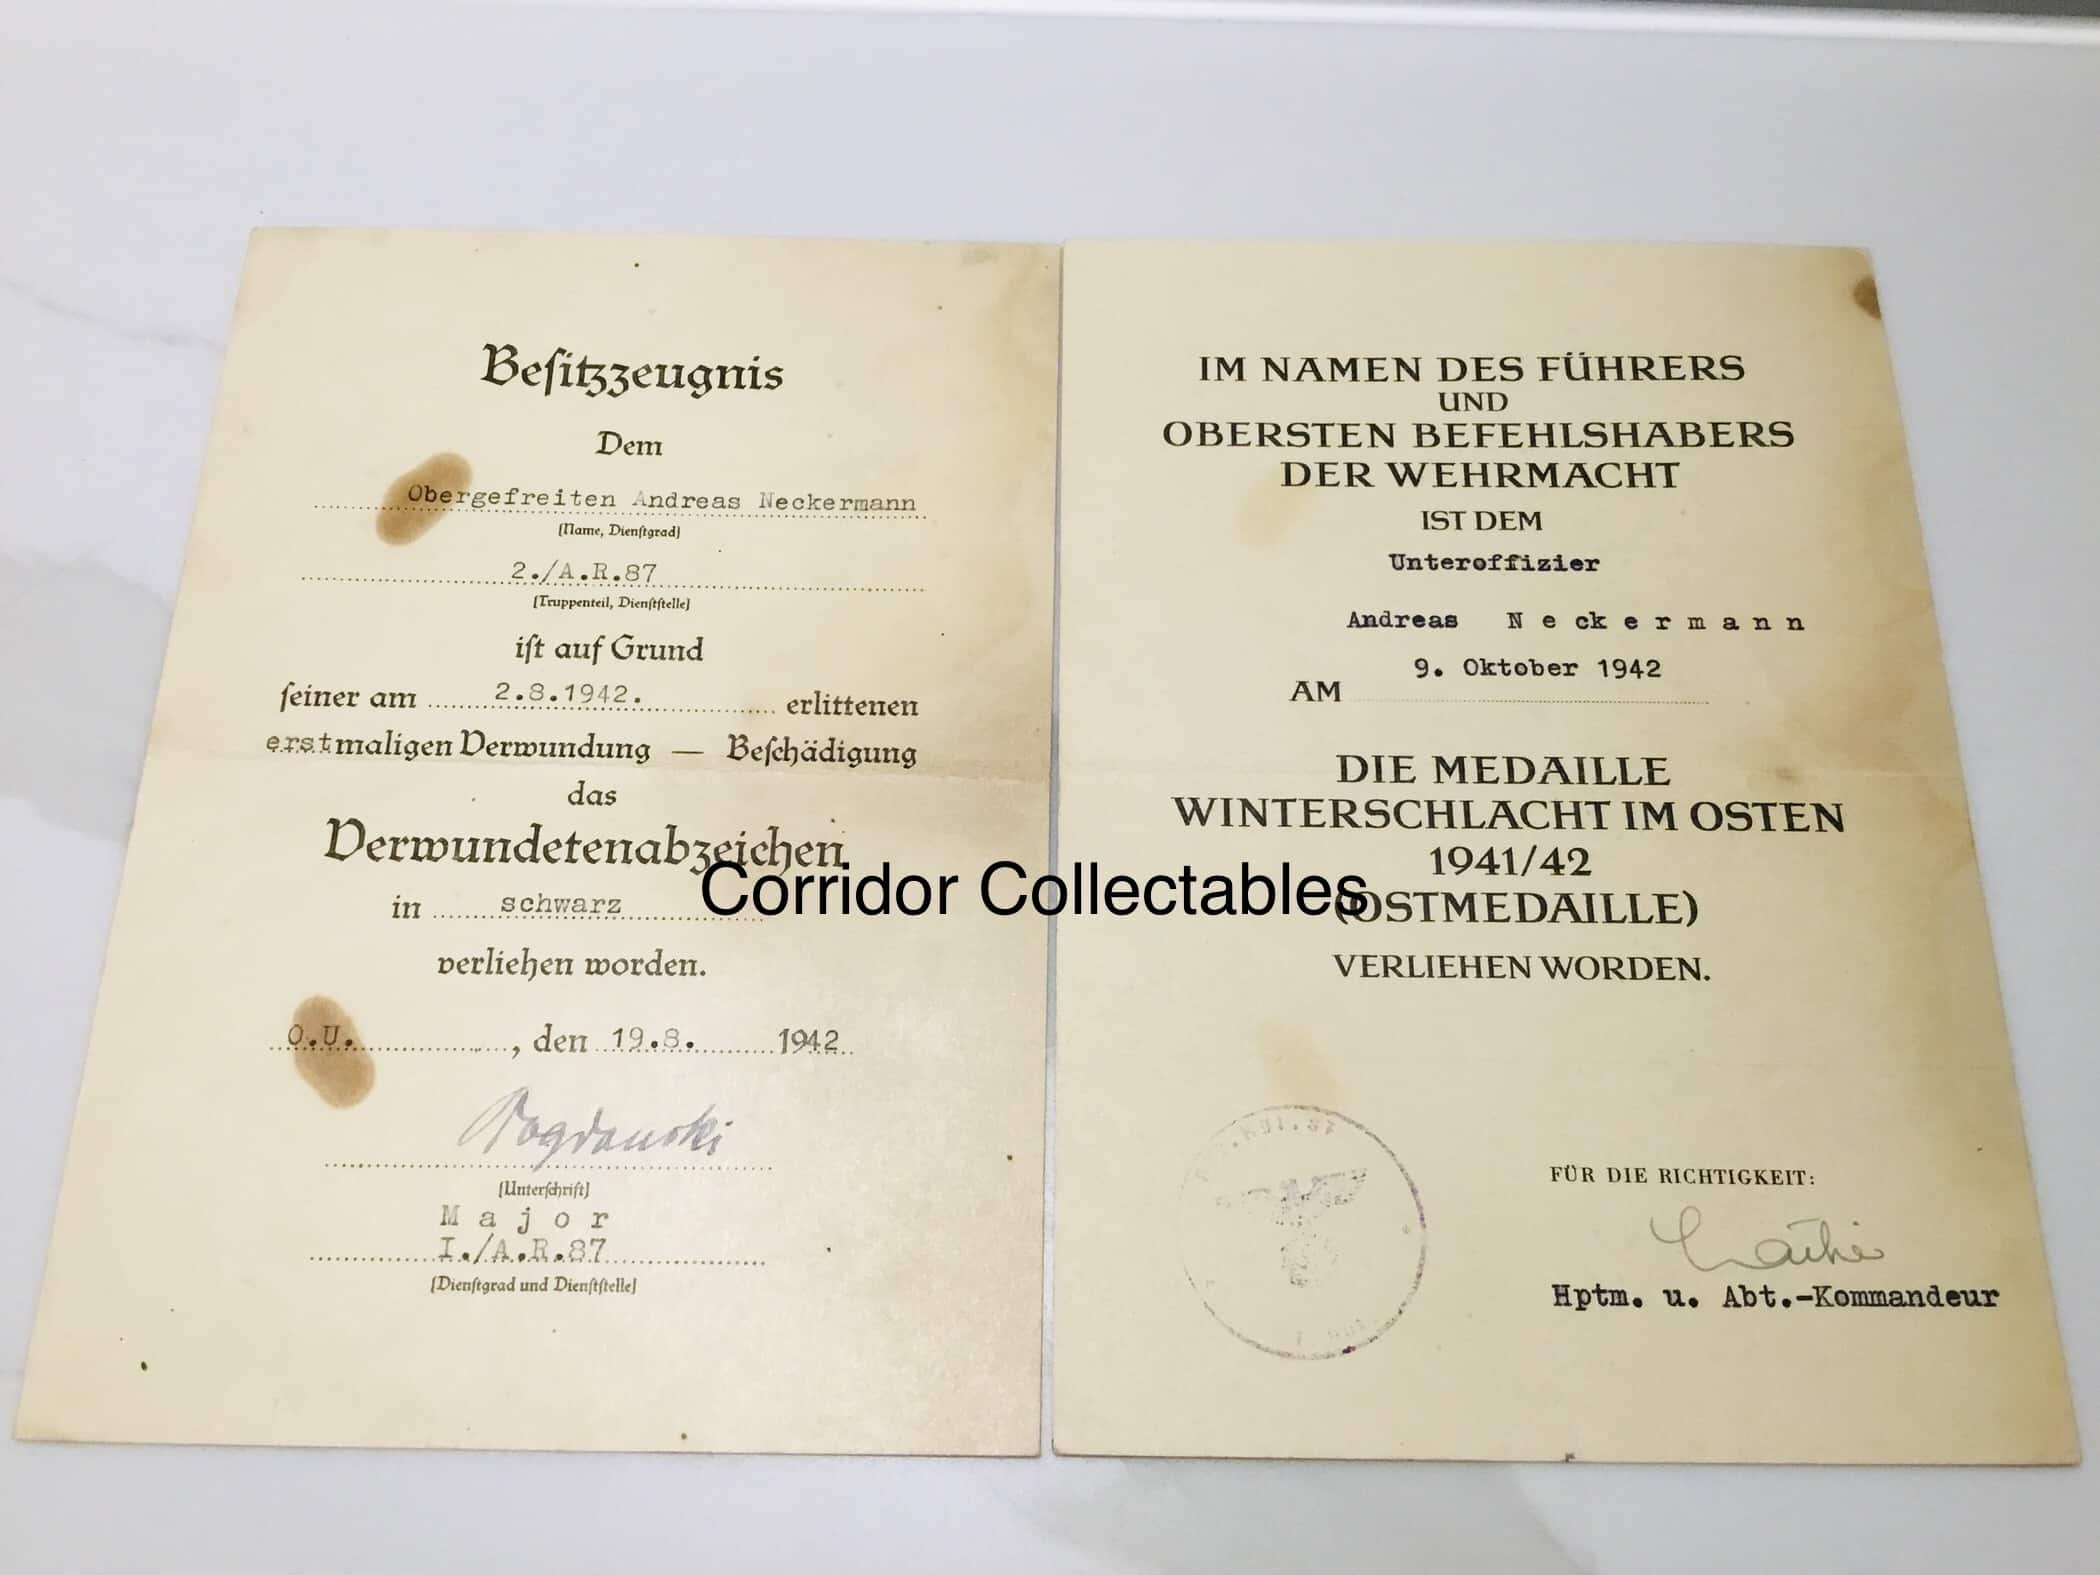 Besitzzeugnis
Dem
Obergefreiten Andreas Neckermann
(Name, Dienstgrad)
2./A.R.87
(Truppenteil, Dienststelle)
ist auf Grund
seiner am 2.8.1942. erlittenen
erstmaligen Verwundung — Beschädigung
das
Verwundetenabzeichen
in schwarz
verliehen worden.
O.U. , den 19.8. 1942
Bogdanski
(Unterschrift)
Major
I./A.R.87
(Dienstgrad und Dienststelle)
IM NAMEN DES FÜHRERS
UND
OBERSTEN BEFEHLSHABERS
DER WEHRMACHT
IST DEM
Unteroffizier
Andreas Neckermann
9. Oktober 1942
AM
DIE MEDAILLE
WINTERSCHLACHT IM OSTEN
1941/42
(OSTMEDAILLE)
VERLIEHEN WORDEN.
FÜR DIE RICHTIGKEIT:
Hptm. u. Abt.-Kommandeur
Corridor Collectables